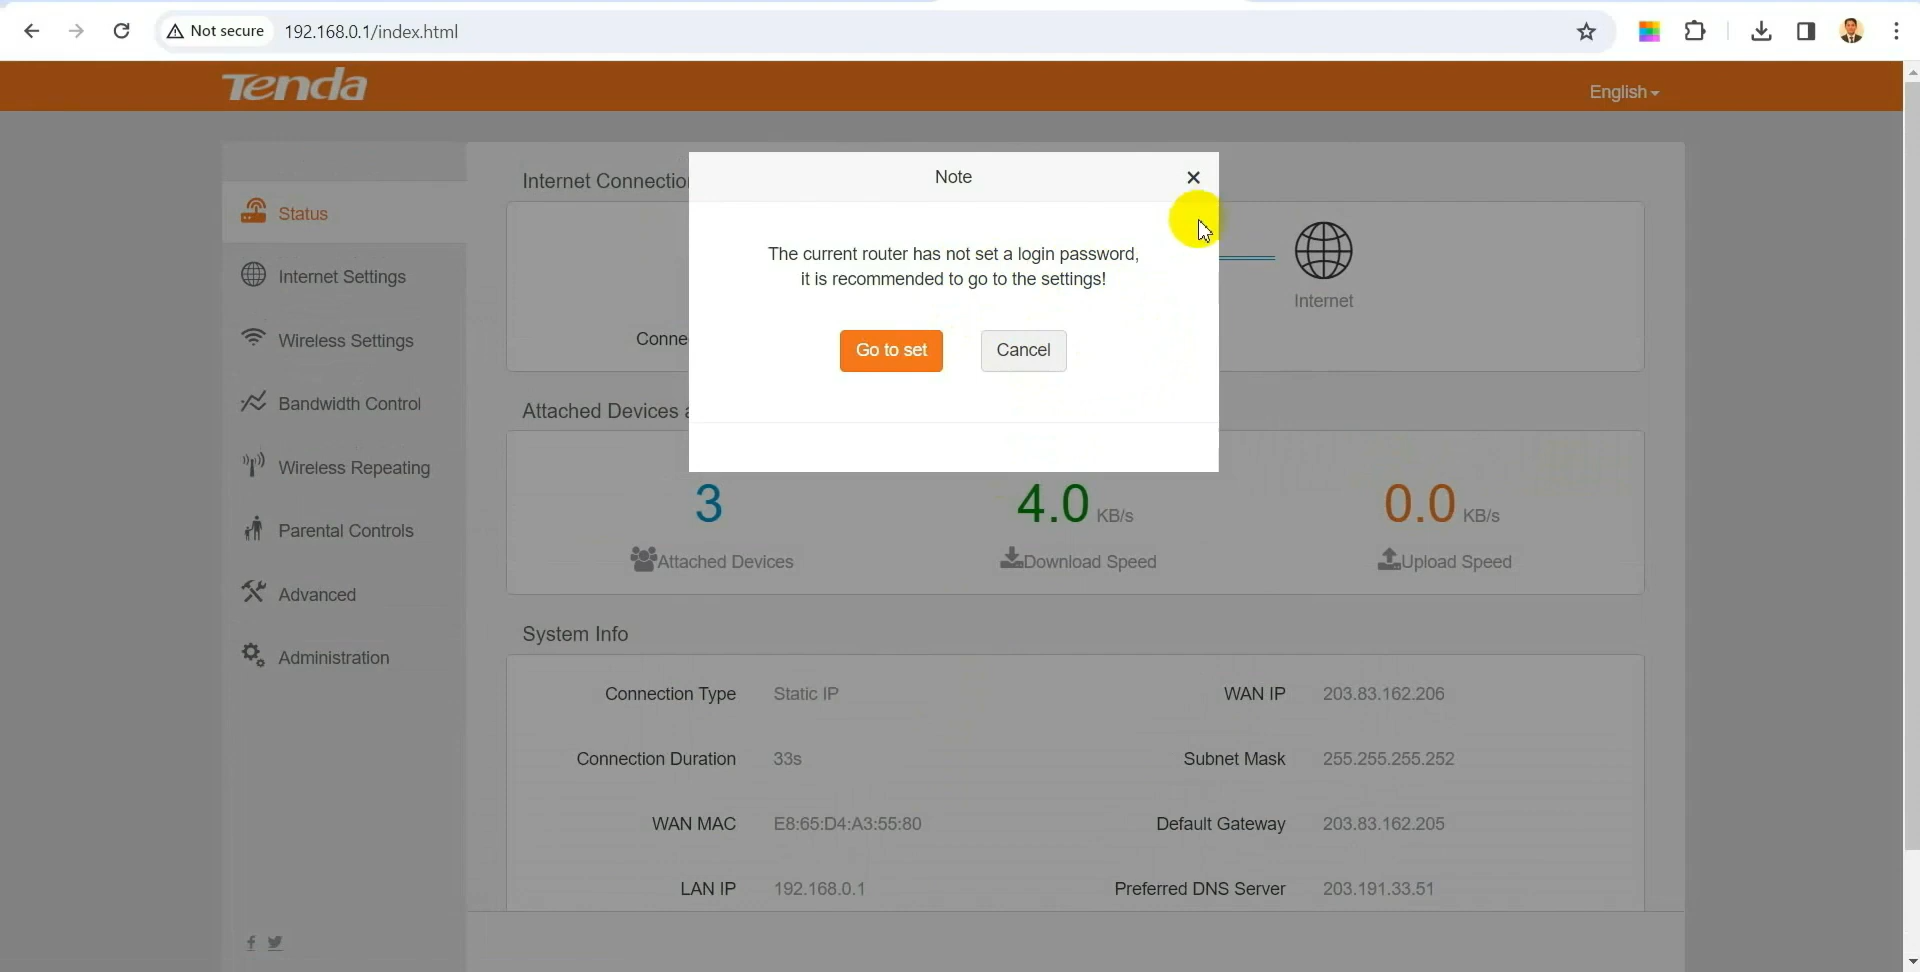 Not secure 192.168.0.1/index.html
Tenda
English
Note
×
The current router has not set a login password,
it is recommended to go to the settings!
Go to set Cancel
Status
Internet Settings
Wireless Settings
Bandwidth Control
Wireless Repeating
Parental Controls
Advanced
Administration
Internet Connectio
Internet
Conne
Attached Devices a
3 4.0 KB/s 0.0 KB/s
Attached Devices Download Speed Upload Speed
System Info
Connection Type Static IP WAN IP 203.83.162.206
Connection Duration 33s Subnet Mask 255.255.255.252
WAN MAC E8:65:D4:A3:55:80 Default Gateway 203.83.162.205
LAN IP 192.168.0.1 Preferred DNS Server 203.191.33.51